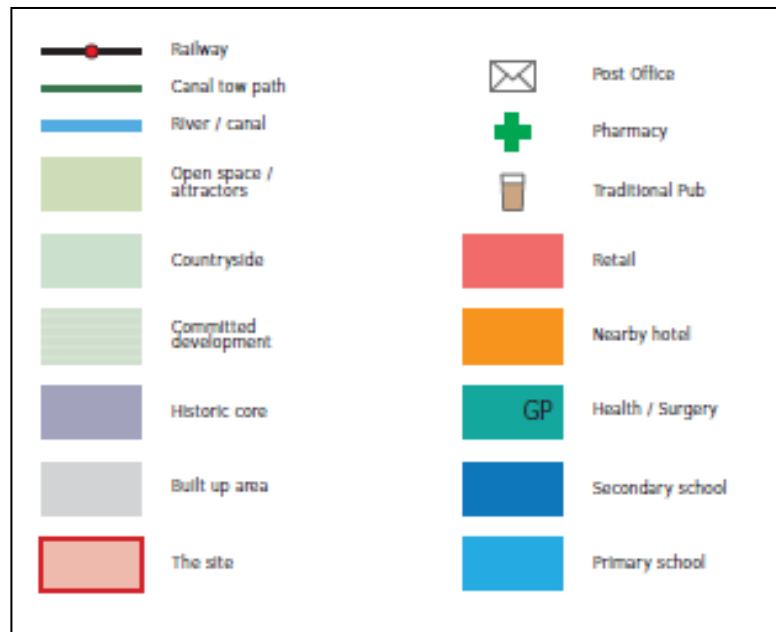 Railway
Canal tow path
River / canal
Open space /
attractors
Countryside
Committed
development
Historic core
Built up area
The site
Post Office
Pharmacy
Traditional Pub
Retail
Nearby hotel
GP
Health / Surgery
Secondary school
Primary school